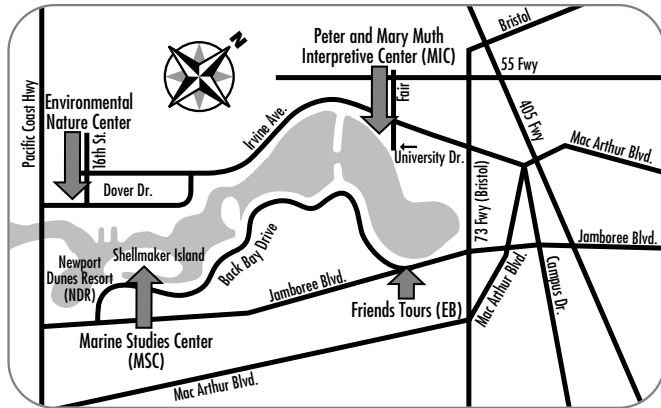 N
Peter and Mary Muth
Interpretive Center (MIC)
Bristol
55 Fwy
Pacific Coast Hwy
Environmental
Nature Center
16th St.
Irvine Ave.
Fair
405 Fwy
Mac Arthur Blvd.
University Dr.
Dover Dr.
73 Fwy (Bristol)
Newport
Dunes Resort
(NDR)
Shellmaker Island
Back Bay Drive
Jamboree Blvd.
Jamboree Blvd.
Mac Arthur Blvd.
Campus Dr.
Friends Tours (EB)
Marine Studies Center
(MSC)
Mac Arthur Blvd.